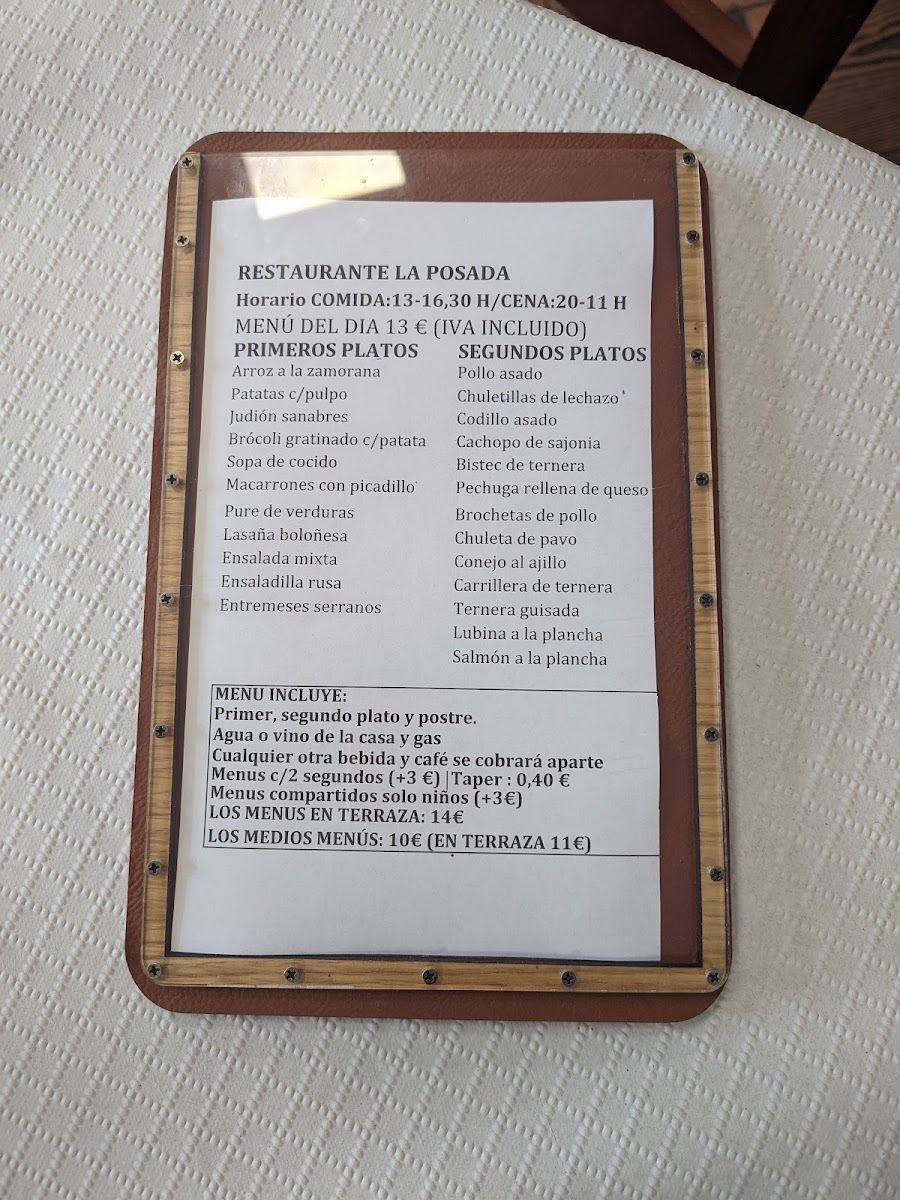 RESTAURANTE LA POSADA
Horario COMIDA:13-16,30 H/CENA:20-11 H
MENÚ DEL DIA 13 € (IVA INCLUIDO)
PRIMEROS PLATOS
Arroz a la zamorana
Patatas c/pulpo
Judión sanabres
Brócoli gratinado c/patata
Sopa de cocido
Macarrones con picadillo
Pure de verduras
Lasaña boloñesa
Ensalada mixta
Ensaladilla rusa
Entremeses serranos
SEGUNDOS PLATOS
Pollo asado
Chuletillas de lechazo
Codillo asado
Cachopo de sajonia
Bistec de ternera
Pechuga rellena de queso
Brochetas de pollo
Chuleta de pavo
Conejo al ajillo
Carrillera de ternera
Ternera guisada
Lubina a la plancha
Salmón a la plancha
MENU INCLUYE:
Primer, segundo plato y postre.
Agua o vino de la casa y gas
Cualquier otra bebida y café se cobrará aparte
Menus c/2 segundos (+3 €) |Taper : 0,40 €
Menus compartidos solo niños (+3€)
LOS MENUS EN TERRAZA: 14€
LOS MEDIOS MENÚS: 10€ (EN TERRAZA 11€)